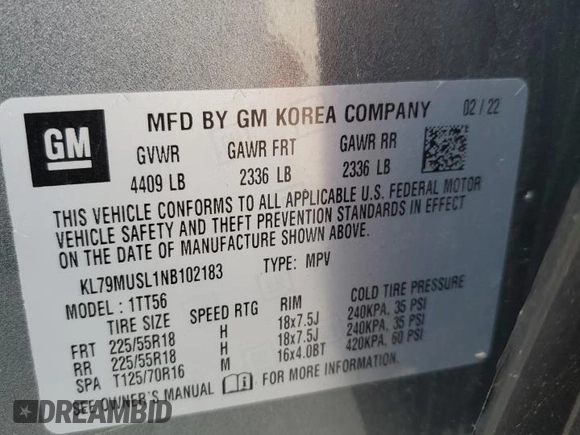 GM
MFD BY GM KOREA COMPANY 02 / 22
GVWR GAWR FRT GAWR RR
4409 LB 2336 LB 2336 LB
THIS VEHICLE CONFORMS TO ALL APPLICABLE U.S. FEDERAL MOTOR
VEHICLE SAFETY AND THEFT PREVENTION STANDARDS IN EFFECT
ON THE DATE OF MANUFACTURE SHOWN ABOVE.
KL79MUSL1NB102183 TYPE: MPV
MODEL : 1TT56
TIRE SIZE SPEED RTG RIM COLD TIRE PRESSURE
FRT 225/55R18 H 18x7.5J 240KPA, 35 PSI
RR 225/55R18 H 18x7.5J 240KPA, 35 PSI
SPA T125/70R16 M 16x4.0BT 420KPA, 60 PSI
SEE OWNER'S MANUAL FOR MORE INFORMATION.
DREAMBID